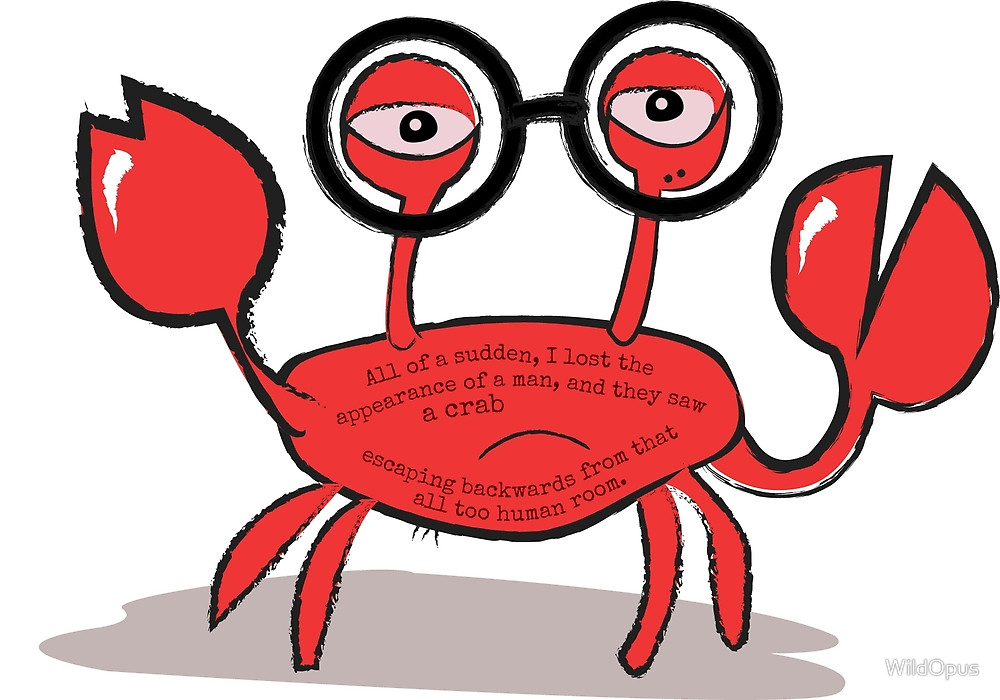 All of a sudden, I lost the
appearance of a man, and they saw
a crab
escaping backwards from that
all too human room.
WildOpus